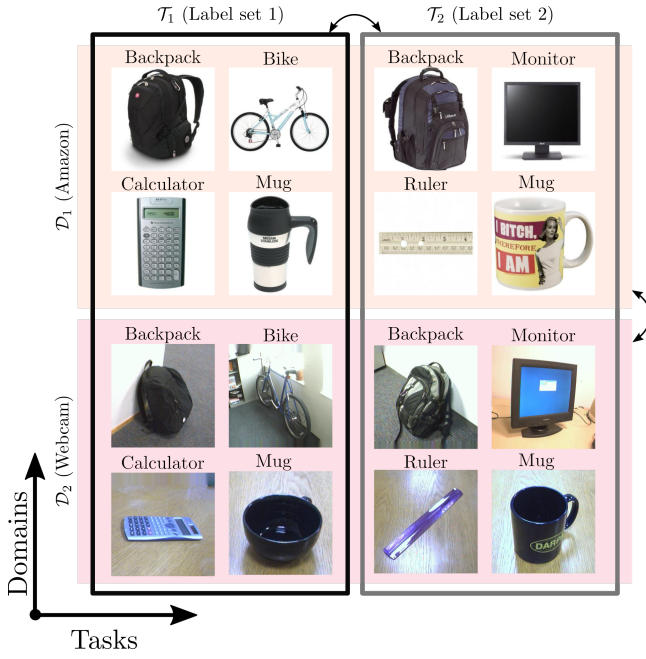 𝒯₁ (Label set 1)
𝒯₂ (Label set 2)
Backpack
Bike
Backpack
Monitor
Calculator
Mug
Ruler
Mug
I BITCH,
THEREFORE,
I AM
𝒟₁ (Amazon)
Backpack
Bike
Backpack
Monitor
Calculator
Mug
Ruler
Mug
𝒟₂ (Webcam)
Domains
Tasks